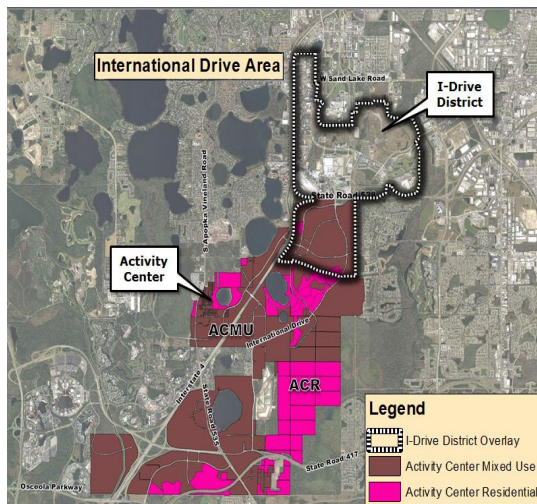 International Drive Area
W Sand Lake Road
I-Drive
District
State Road 528
S Apopka Vineland Road
Activity
Center
ACMU
International Drive
Interstate 4
ACR
State Road 535
State Road 417
Osceola Parkway
Legend
I-Drive District Overlay
Activity Center Mixed Use
Activity Center Residential